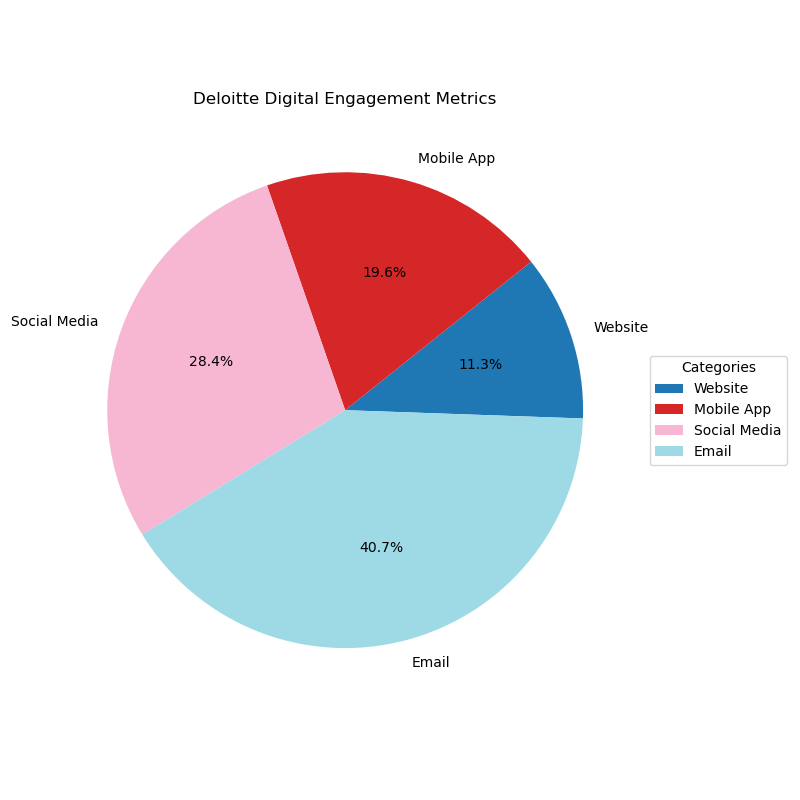 Deloitte Digital Engagement Metrics
Mobile App
19.6%
Social Media
Website
28.4%
11.3%
Categories
Website
Mobile App
Social Media
Email
40.7%
Email